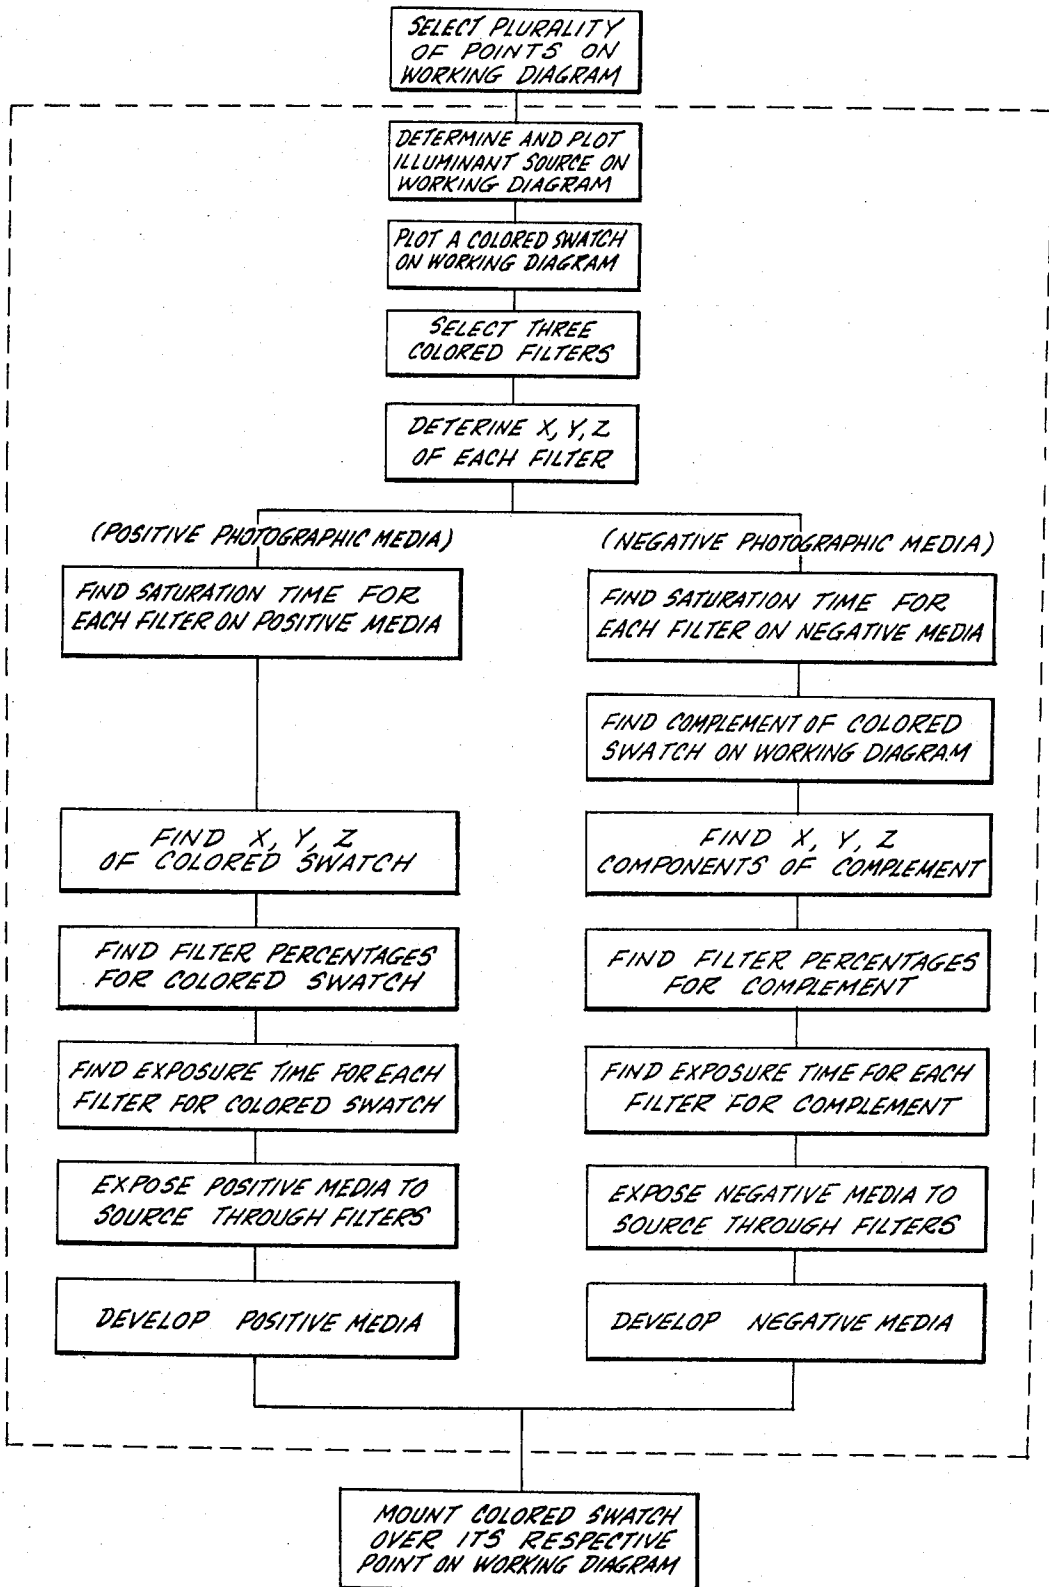 SELECT PLURALITY
OF POINTS ON
WORKING DIAGRAM
DETERMINE AND PLOT
ILLUMINANT SOURCE ON
WORKING DIAGRAM
PLOT A COLORED SWATCH
ON WORKING DIAGRAM
SELECT THREE
COLORED FILTERS
DETERINE X, Y, Z
OF EACH FILTER
(POSITIVE PHOTOGRAPHIC MEDIA)
FIND SATURATION TIME FOR
EACH FILTER ON POSITIVE MEDIA
FIND X, Y, Z
OF COLORED SWATCH
FIND FILTER PERCENTAGES
FOR COLORED SWATCH
FIND EXPOSURE TIME FOR EACH
FILTER FOR COLORED SWATCH
EXPOSE POSITIVE MEDIA TO
SOURCE THROUGH FILTERS
DEVELOP POSITIVE MEDIA
(NEGATIVE PHOTOGRAPHIC MEDIA)
FIND SATURATION TIME FOR
EACH FILTER ON NEGATIVE MEDIA
FIND COMPLEMENT OF COLORED
SWATCH ON WORKING DIAGRAM
FIND X, Y, Z
COMPONENTS OF COMPLEMENT
FIND FILTER PERCENTAGES
FOR COMPLEMENT
FIND EXPOSURE TIME FOR EACH
FILTER FOR COMPLEMENT
EXPOSE NEGATIVE MEDIA TO
SOURCE THROUGH FILTERS
DEVELOP NEGATIVE MEDIA
MOUNT COLORED SWATCH
OVER ITS RESPECTIVE
POINT ON WORKING DIAGRAM